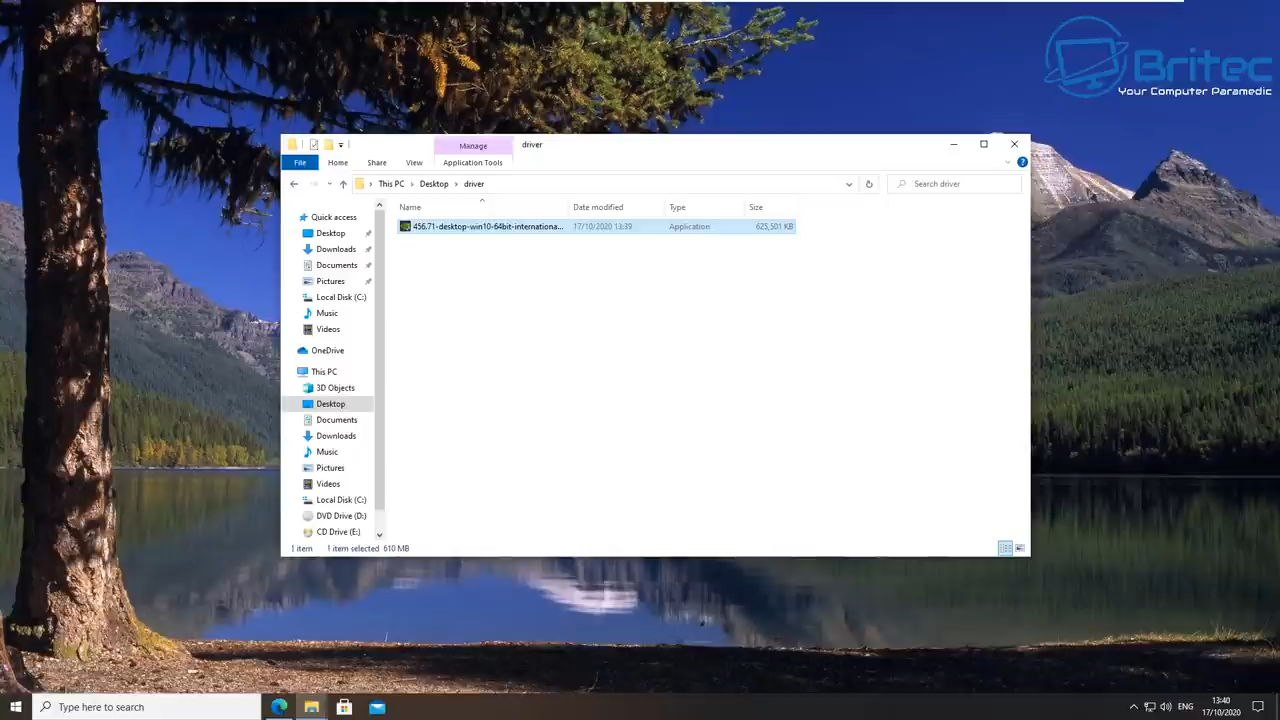 Britec
Your Computer Paramedic
Manage
driver
File
Home
Share
View
Application Tools
This PC
Desktop
driver
Search driver
Name
Date modified
Type
Size
456.71-desktop-win10-64bit-internationa...
17/10/2020 13:39
Application
625,501 KB
Quick access
Desktop
Downloads
Documents
Pictures
Local Disk (C:)
Music
Videos
OneDrive
This PC
3D Objects
Desktop
Documents
Downloads
Music
Pictures
Videos
Local Disk (C:)
DVD Drive (D:)
CD Drive (E:)
1 item
1 item selected 610 MB
Type here to search
ENG
13:40
17/10/2020